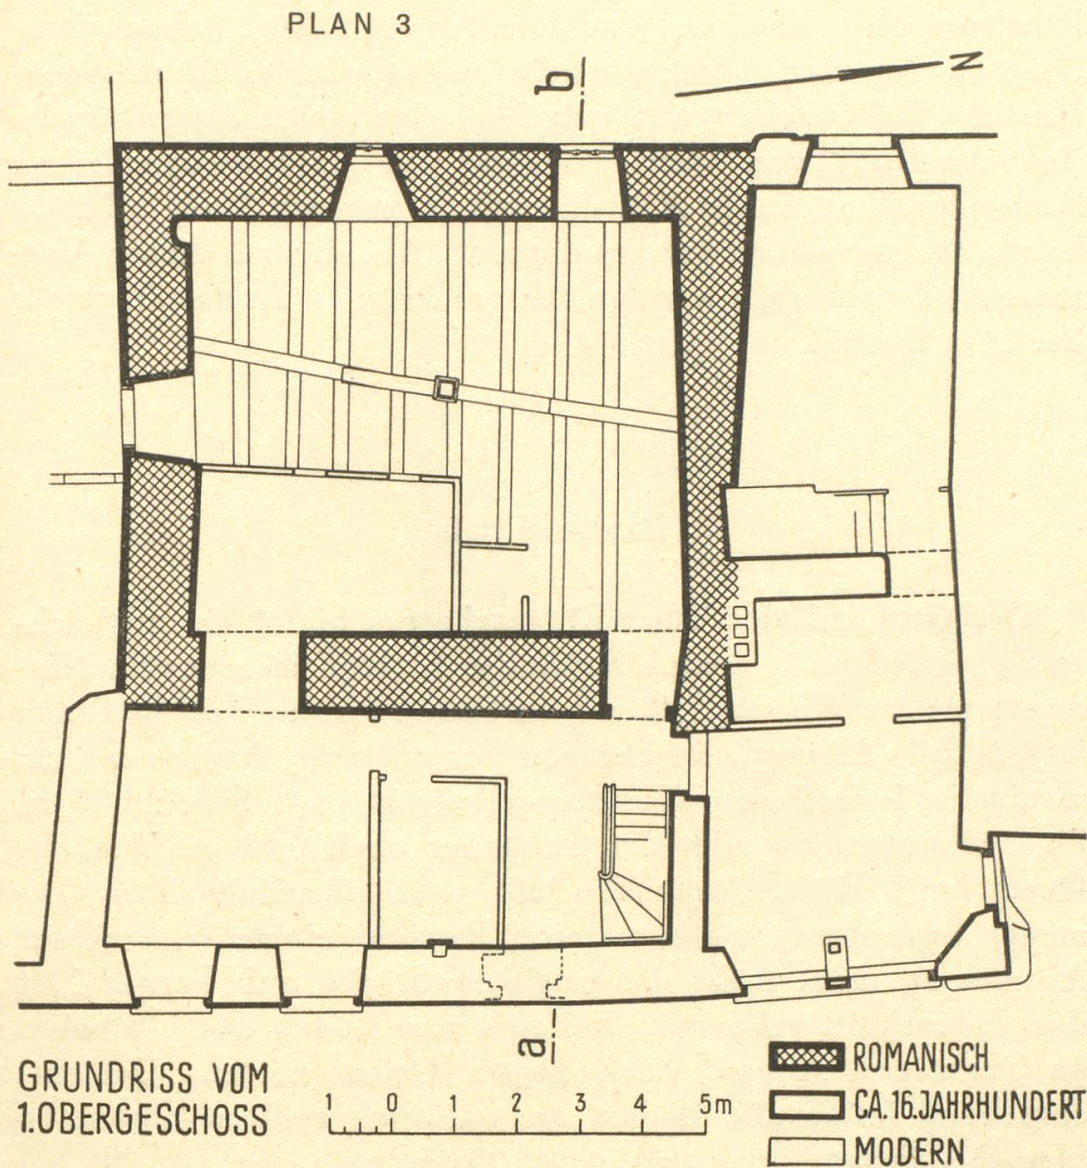 PLAN 3
b
N
a
GRUNDRISS VOM
1.OBERGESCHOSS
1 0 1 2 3 4 5m
ROMANISCH
CA. 16. JAHRHUNDERT
MODERN